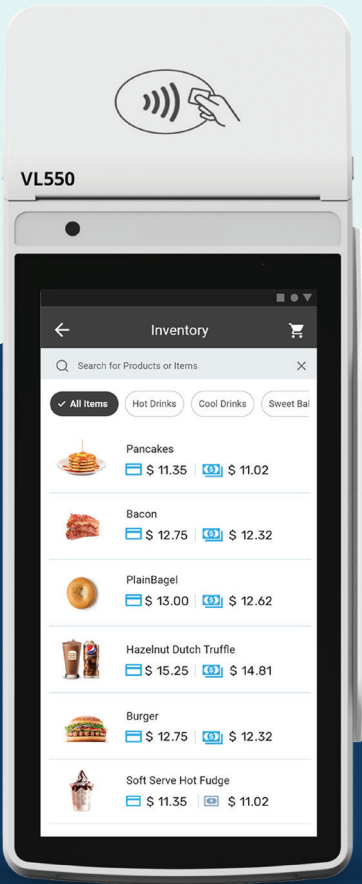 VL550
Inventory
Search for Products or Items
All Items
Hot Drinks
Cool Drinks
Sweet Bal
Pancakes
$ 11.35 $ 11.02
Bacon
$ 12.75 $ 12.32
PlainBagel
$ 13.00 $ 12.62
Hazelnut Dutch Truffle
$ 15.25 $ 14.81
Burger
$ 12.75 $ 12.32
Soft Serve Hot Fudge
$ 11.35 $ 11.02